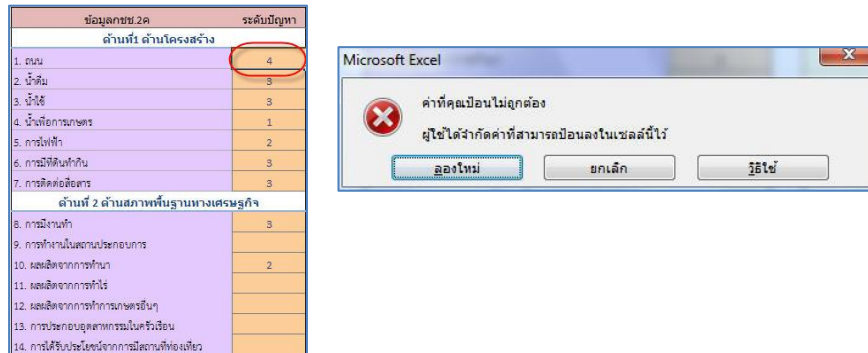 ข้อมูลกชช.2ค ระดับปัญหา
ด้านที่1 ด้านโครงสร้าง
1. ถนน 4
2. น้ำดื่ม 3
3. น้ำใช้ 3
4. น้ำเพื่อการเกษตร 1
5. การไฟฟ้า 2
6. การมีที่ดินทำกิน 3
7. การติดต่อสื่อสาร 3
ด้านที่ 2 ด้านสภาพพื้นฐานทางเศรษฐกิจ
8. การมีงานทำ 3
9. การทำงานในสถานประกอบการ
10. ผลผลิตจากการทำนา 2
11. ผลผลิตจากการทำไร่
12. ผลผลิตจากการทำการเกษตรอื่นๆ
13. การประกอบอุตสาหกรรมในครัวเรือน
14. การได้รับประโยชน์จากการมีสถานที่ท่องเที่ยว
Microsoft Excel
ค่าที่คุณป้อนไม่ถูกต้อง
ผู้ใช้ได้จำกัดค่าที่สามารถป้อนลงในเซลล์นี้ไว้
ลองใหม่ ยกเลิก วิธีใช้